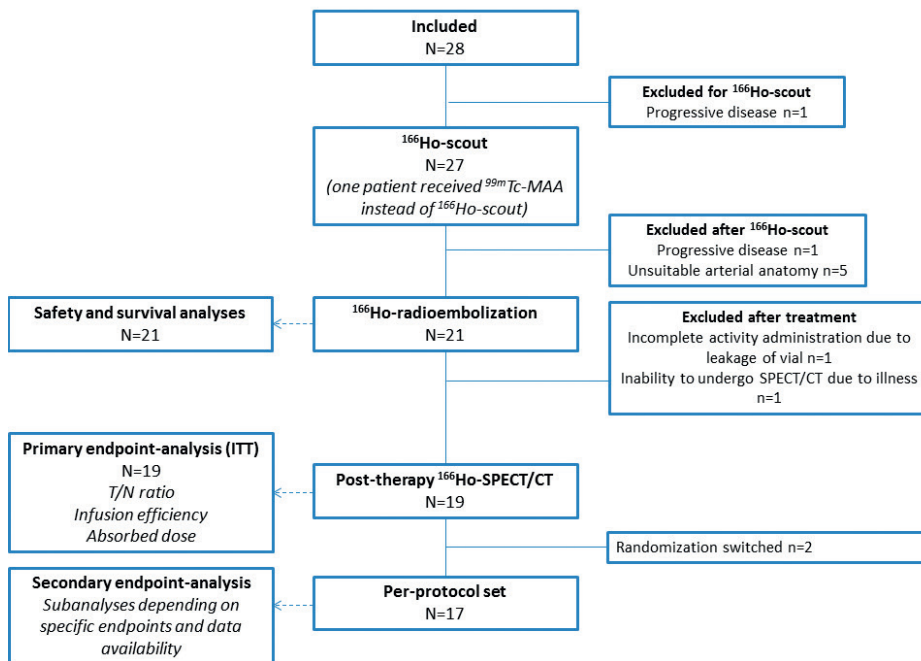 Included
N=28
Excluded for ¹⁶⁶Ho-scout
Progressive disease n=1
¹⁶⁶Ho-scout
N=27
(one patient received ⁹⁹ᵐTc-MAA
instead of ¹⁶⁶Ho-scout)
Excluded after ¹⁶⁶Ho-scout
Progressive disease n=1
Unsuitable arterial anatomy n=5
Safety and survival analyses
N=21
¹⁶⁶Ho-radioembolization
N=21
Excluded after treatment
Incomplete activity administration due to
leakage of vial n=1
Inability to undergo SPECT/CT due to illness
n=1
Primary endpoint-analysis (ITT)
N=19
T/N ratio
Infusion efficiency
Absorbed dose
Post-therapy ¹⁶⁶Ho-SPECT/CT
N=19
Randomization switched n=2
Secondary endpoint-analysis
Subanalyses depending on
specific endpoints and data
availability
Per-protocol set
N=17